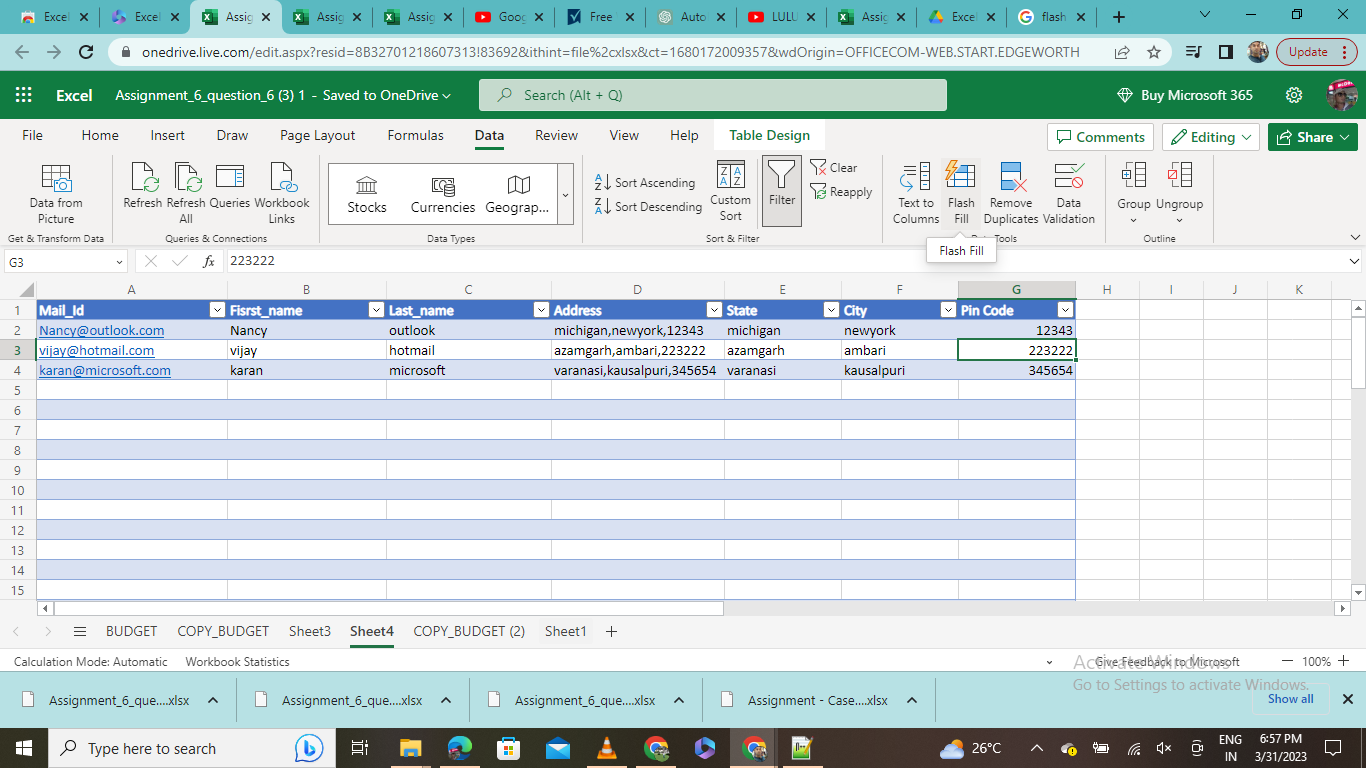 Excel
Excel
Assig
Assig
Assig
Goog
Free
Auto
LULU
Assig
Excel
flash
onedrive.live.com/edit.aspx?resid=8B32701218607313!83692&ithint=file%2cxlsx&ct=1680172009357&wdOrigin=OFFICECOM-WEB.START.EDGEWORTH
Update
Excel
Assignment_6_question_6 (3) 1 - Saved to OneDrive
Search (Alt + Q)
Buy Microsoft 365
File Home Insert Draw Page Layout Formulas Data Review View Help Table Design
Comments
Editing
Share
Data from Picture
Get & Transform Data
Refresh
Refresh All
Queries
Workbook Links
Queries & Connections
Stocks
Currencies
Geograp...
Data Types
Sort Ascending
Sort Descending
Custom Sort
Filter
Clear
Reapply
Sort & Filter
Text to Columns
Flash Fill
Remove Duplicates
Data Validation
Data Tools
Group
Ungroup
Outline
Flash Fill
G3
fx
223222
A B C D E F G H I J K
1 Mail_Id Fisrst_name Last_name Address State City Pin Code
2 Nancy@outlook.com Nancy outlook michigan,newyork,12343 michigan newyork 12343
3 vijay@hotmail.com vijay hotmail azamgarh,ambari,223222 azamgarh ambari 223222
4 karan@microsoft.com karan microsoft varanasi,kausalpuri,345654 varanasi kausalpuri 345654
5
6
7
8
9
10
11
12
13
14
15
BUDGET COPY_BUDGET Sheet3 Sheet4 COPY_BUDGET (2) Sheet1
Calculation Mode: Automatic Workbook Statistics
Give Feedback to Microsoft
100%
Activate Windows
Go to Settings to activate Windows.
Assignment_6_que....xlsx
Assignment_6_que....xlsx
Assignment_6_que....xlsx
Assignment - Case....xlsx
Show all
Type here to search
26°C
ENG
IN
6:57 PM
3/31/2023